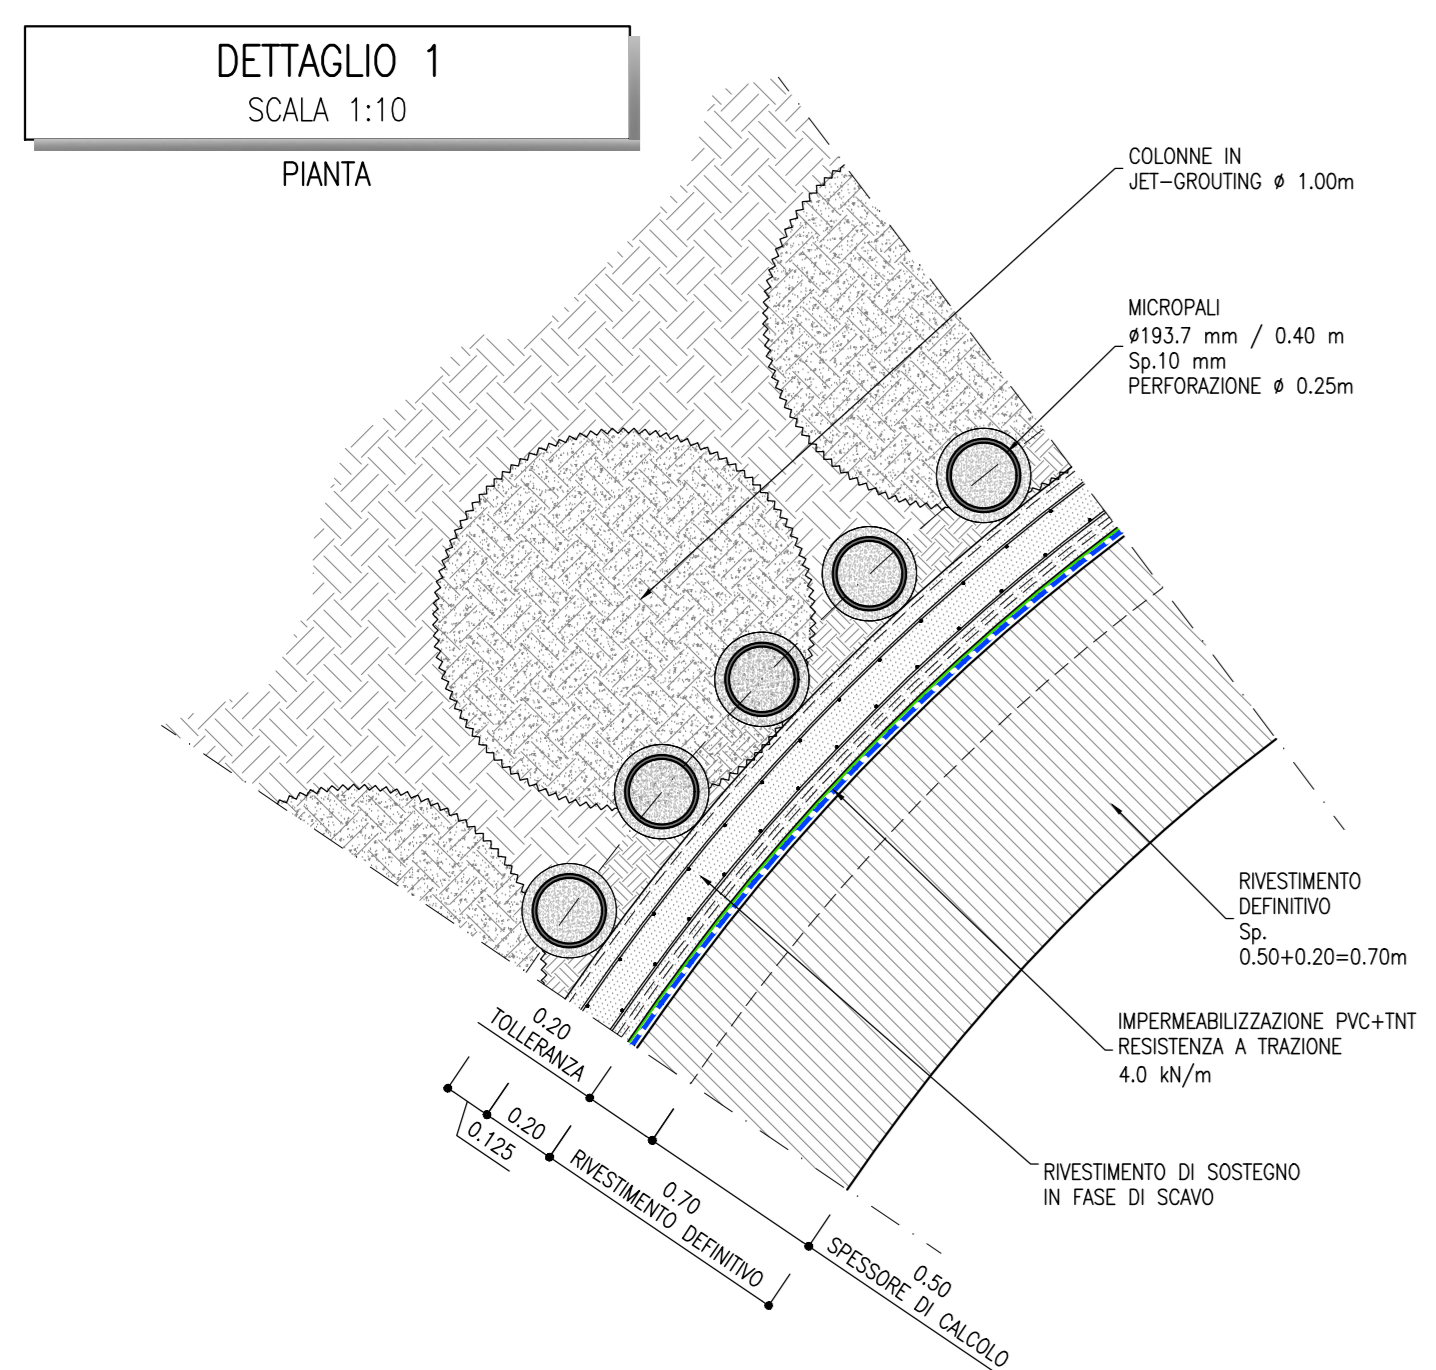 DETTAGLIO 1
SCALA 1:10
PIANTA
COLONNE IN
JET-GROUTING ø 1.00m
MICROPALI
ø193.7 mm / 0.40 m
Sp.10 mm
PERFORAZIONE ø 0.25m
RIVESTIMENTO
DEFINITIVO
Sp.
0.50+0.20=0.70m
IMPERMEABILIZZAZIONE PVC+TNT
RESISTENZA A TRAZIONE
4.0 kN/m
RIVESTIMENTO DI SOSTEGNO
IN FASE DI SCAVO
0.20
TOLLERANZA
0.20
0.125
0.70
RIVESTIMENTO DEFINITIVO
0.50
SPESSORE DI CALCOLO